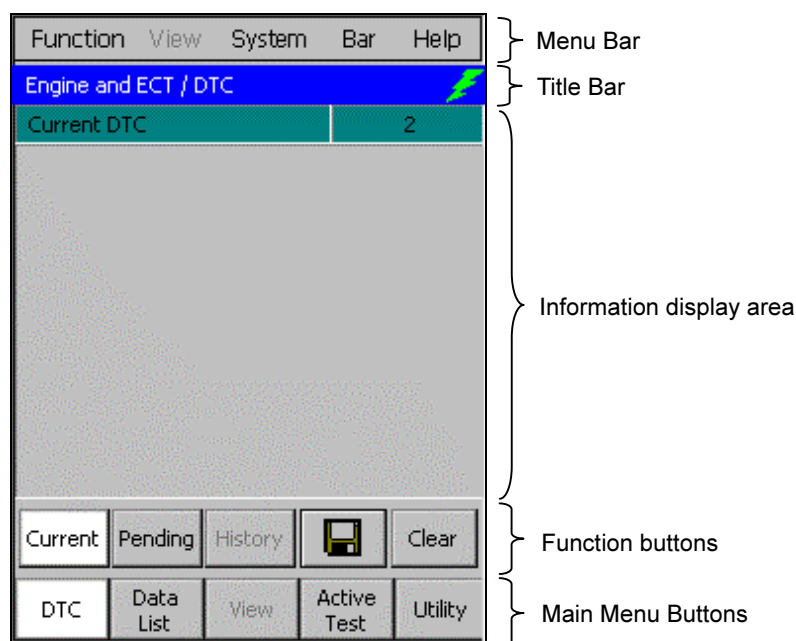 Function View System Bar Help
Menu Bar
Engine and ECT / DTC
Title Bar
Current DTC 2
Information display area
Current Pending History Clear
Function buttons
DTC Data List View Active Test Utility
Main Menu Buttons